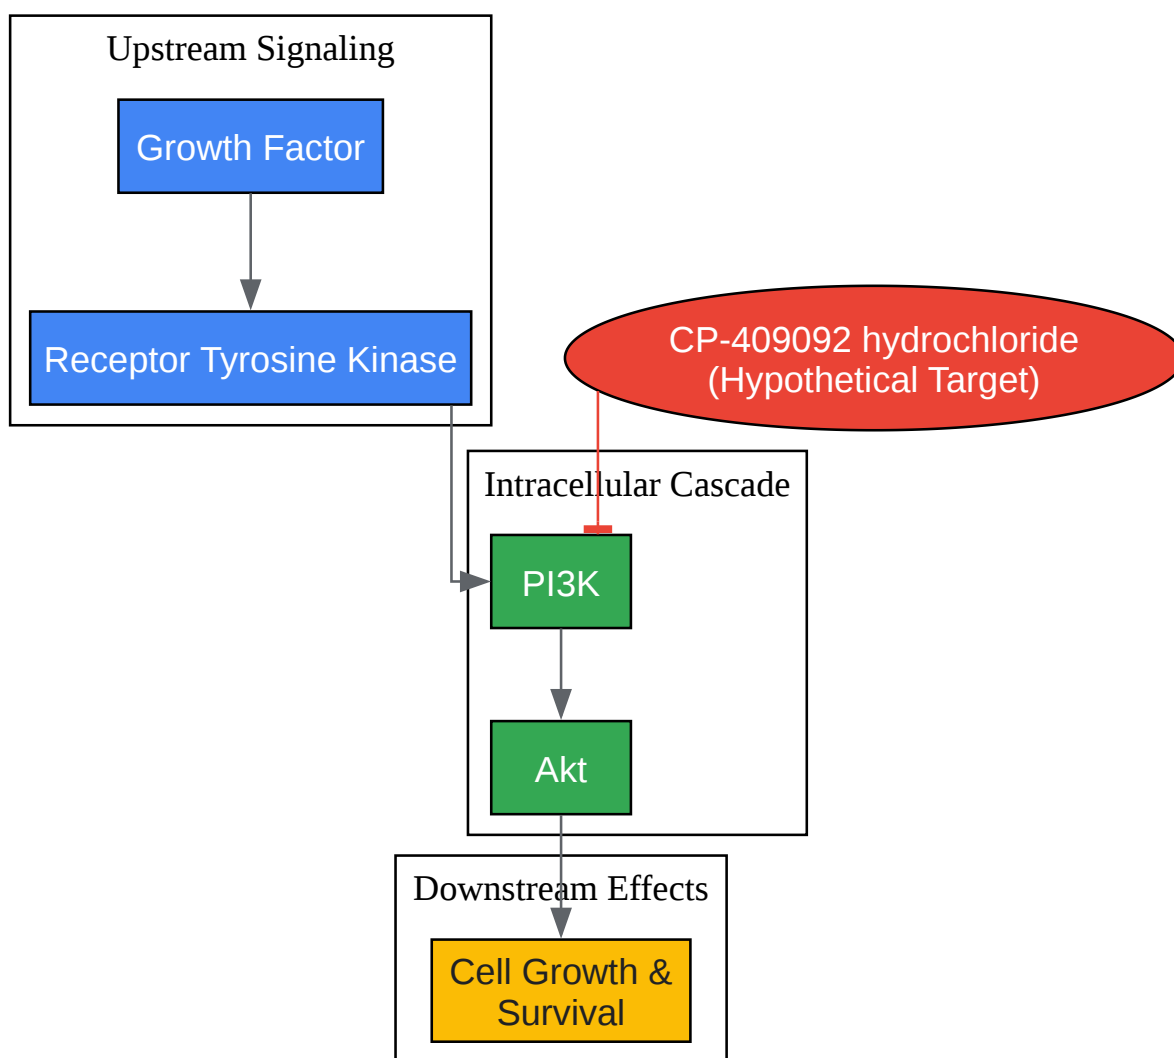 Upstream Signaling
Growth Factor
Receptor Tyrosine Kinase
CP-409092 hydrochloride
(Hypothetical Target)
Intracellular Cascade
PI3K
Akt
Downstream Effects
Cell Growth &
Survival